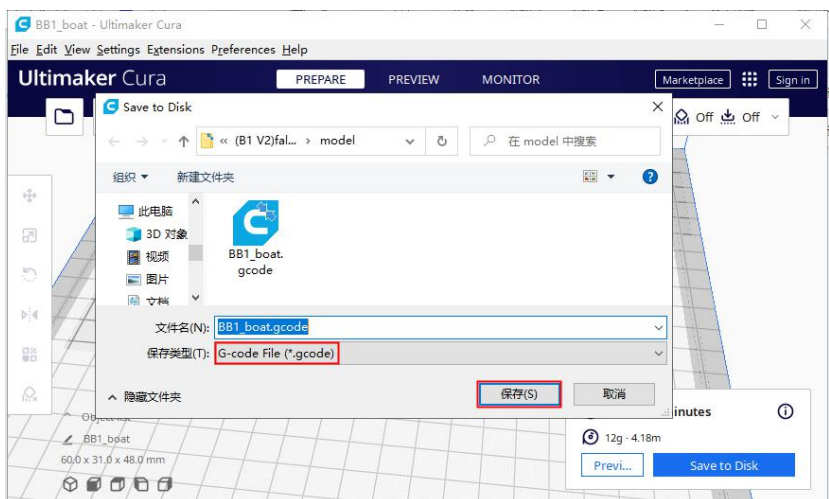 BB1_boat - Ultimaker Cura
File Edit View Settings Extensions Preferences Help
Ultimaker Cura PREPARE PREVIEW MONITOR Marketplace Sign in
Save to Disk
Off Off
« (B1 V2)fal... › model 在 model 中搜索
组织 新建文件夹
此电脑
3D 对象
视频
图片
文档
BB1_boat.
gcode
文件名(N): BB1_boat.gcode
保存类型(T): G-code File (*.gcode)
隐藏文件夹 保存(S) 取消
inutes
Object list
BB1_boat
12g · 4.18m
60.0 x 31.0 x 48.0 mm
Previ... Save to Disk